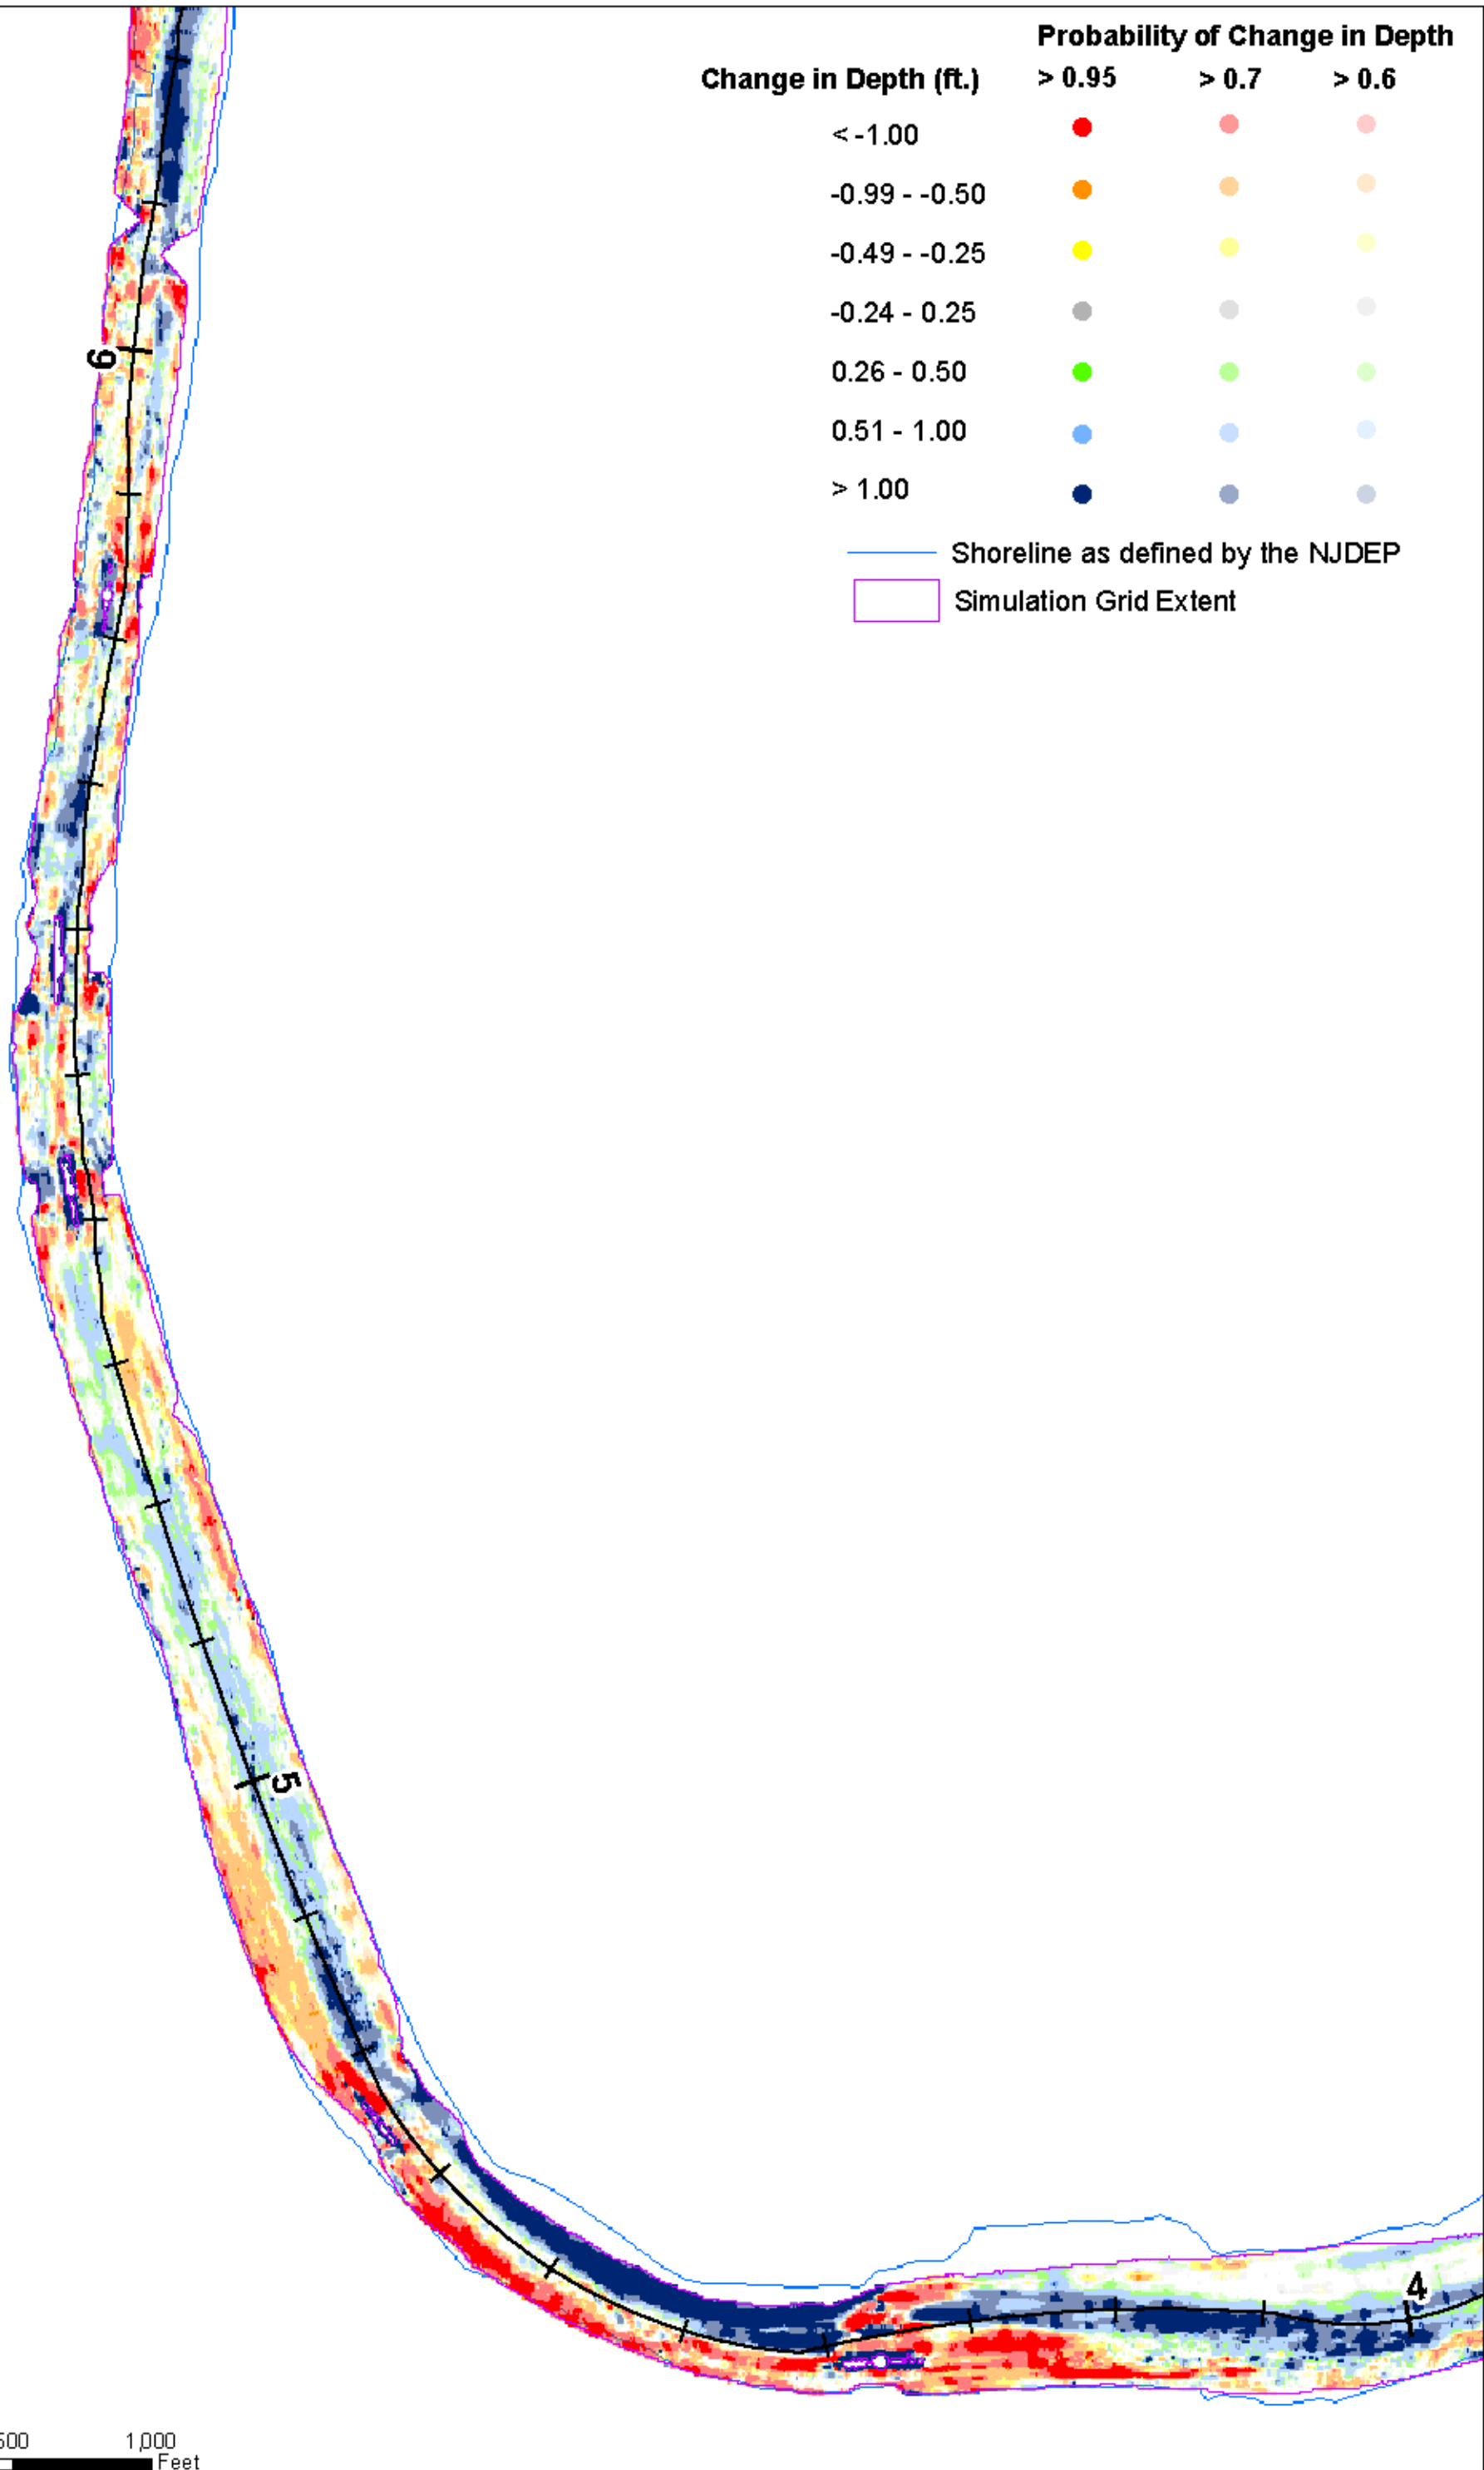 Probability of Change in Depth
Change in Depth (ft.) > 0.95 > 0.7 > 0.6
< -1.00
-0.99 - -0.50
-0.49 - -0.25
-0.24 - 0.25
0.26 - 0.50
0.51 - 1.00
> 1.00
Shoreline as defined by the NJDEP
Simulation Grid Extent
6
5
4
500 1,000
Feet